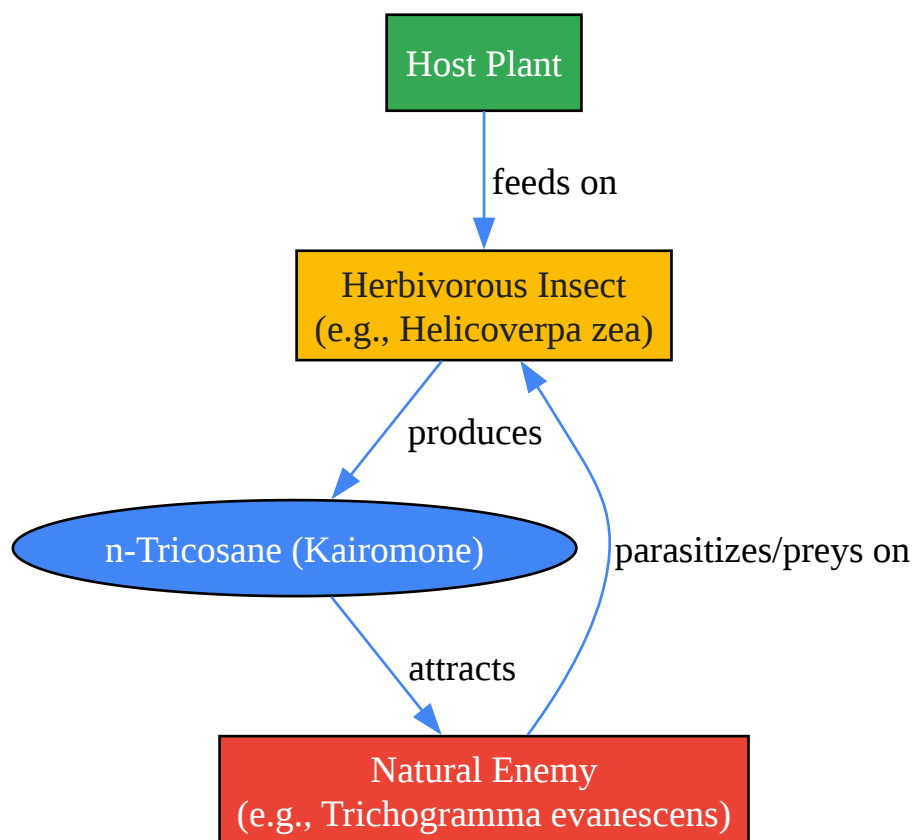 Host Plant
feeds on
Herbivorous Insect
(e.g., Helicoverpa zea)
produces
n-Tricosane (Kairomone)
parasitizes/preys on
attracts
Natural Enemy
(e.g., Trichogramma evanescens)